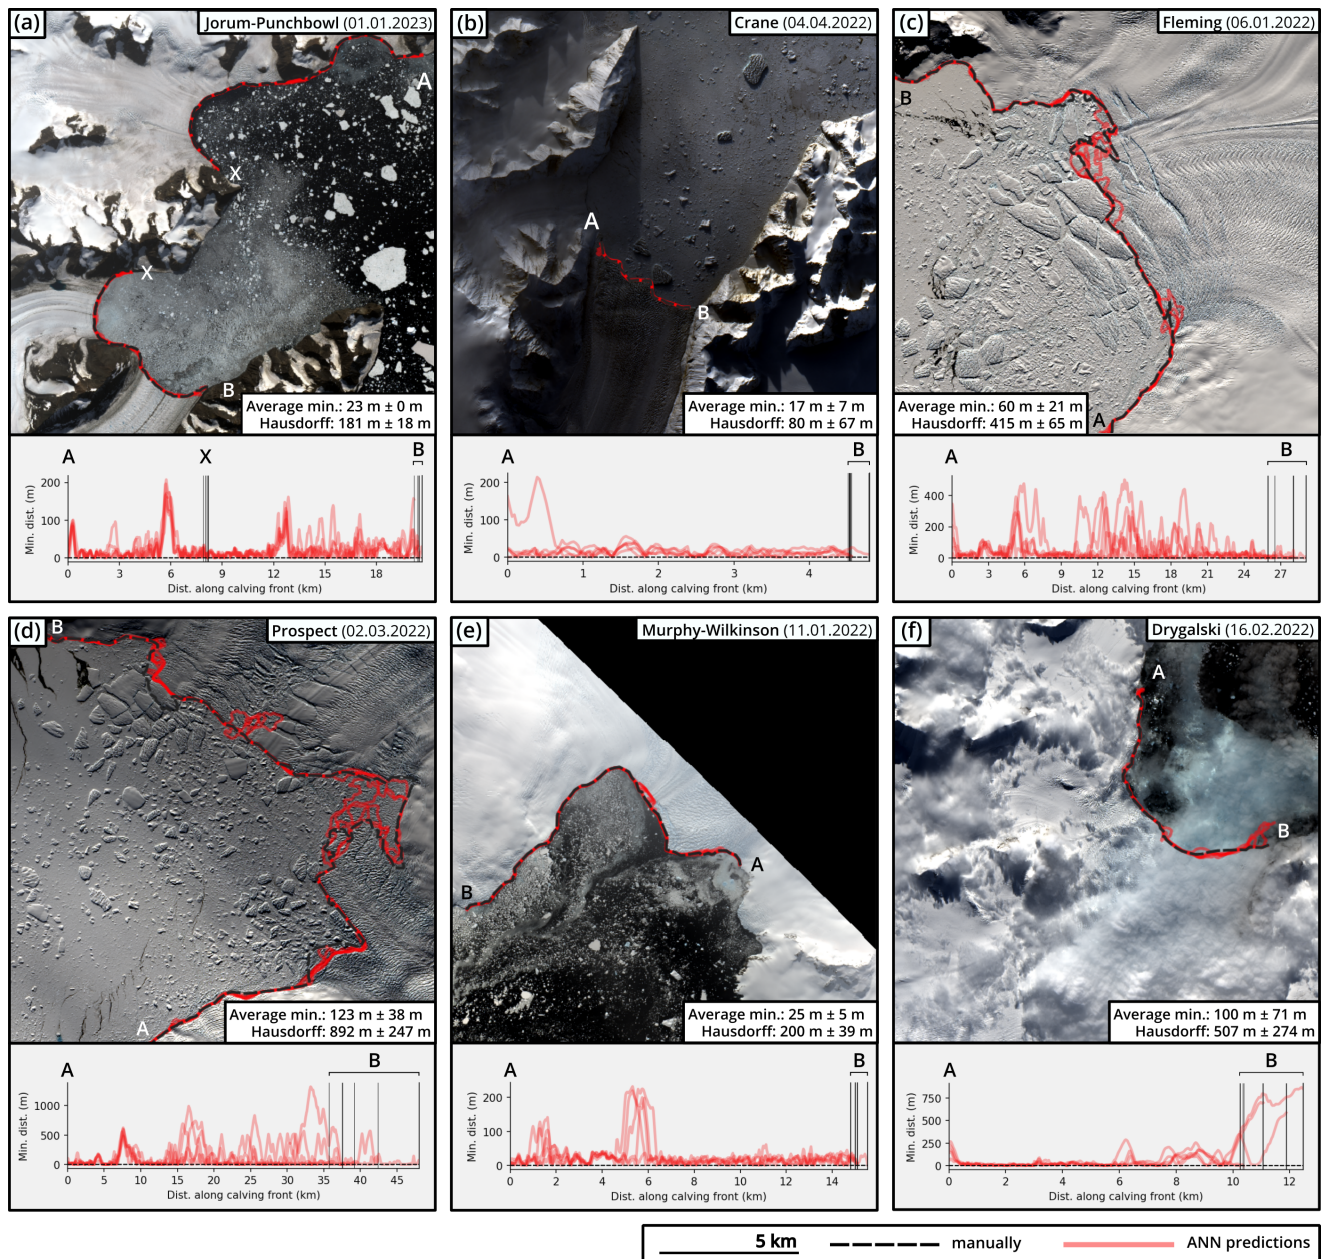 (a)
Jorum-Punchbowl (01.01.2023)
A
X
X
B
Average min.: 23 m ± 0 m
Hausdorff: 181 m ± 18 m
A
X
B
Min. dist. (m)
200
100
0
0
3
6
9
12
15
18
Dist. along calving front (km)
(b)
Crane (04.04.2022)
A
B
Average min.: 17 m ± 7 m
Hausdorff: 80 m ± 67 m
A
B
Min. dist. (m)
200
100
0
0
1
2
3
4
Dist. along calving front (km)
(c)
Fleming (06.01.2022)
B
A
Average min.: 60 m ± 21 m
Hausdorff: 415 m ± 65 m
A
B
Min. dist. (m)
400
200
0
0
3
6
9
12
15
18
21
24
27
Dist. along calving front (km)
(d)
Prospect (02.03.2022)
B
A
Average min.: 123 m ± 38 m
Hausdorff: 892 m ± 247 m
A
B
Min. dist. (m)
1000
500
0
0
5
10
15
20
25
30
35
40
45
Dist. along calving front (km)
(e)
Murphy-Wilkinson (11.01.2022)
A
B
Average min.: 25 m ± 5 m
Hausdorff: 200 m ± 39 m
A
B
Min. dist. (m)
200
100
0
0
2
4
6
8
10
12
14
Dist. along calving front (km)
(f)
Drygalski (16.02.2022)
A
B
Average min.: 100 m ± 71 m
Hausdorff: 507 m ± 274 m
A
B
Min. dist. (m)
750
500
250
0
0
2
4
6
8
10
12
Dist. along calving front (km)
5 km
manually
ANN predictions